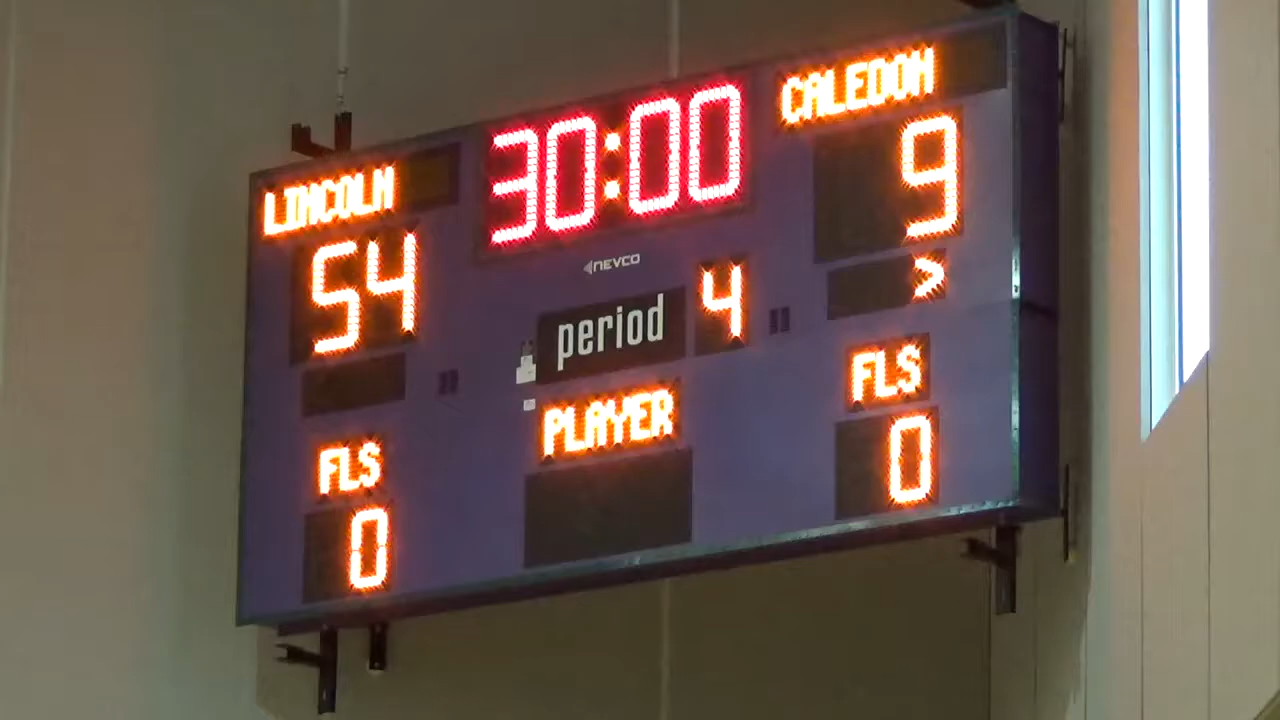 LINCOLN
30:00
CALEDON
54
9
NEVCO
>
period 4
PLAYER
FLS
FLS
0
0